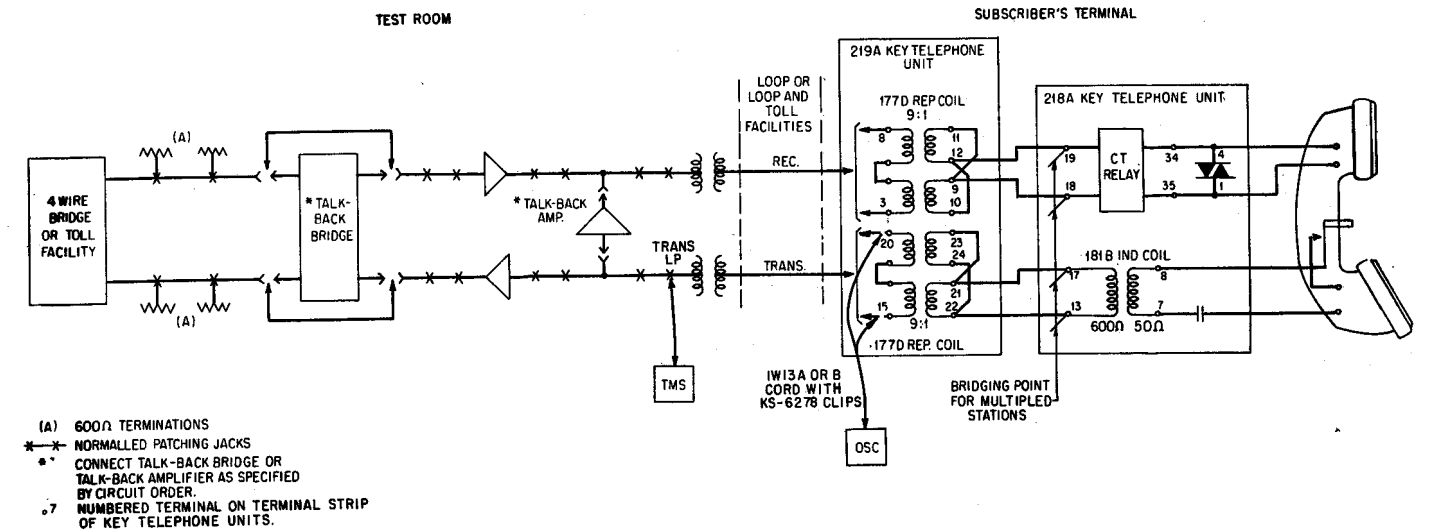 TEST ROOM
SUBSCRIBER'S TERMINAL
219A KEY TELEPHONE
UNIT
LOOP OR
LOOP AND
TOLL
FACILITIES
177D REP COIL
9:1
218A KEY TELEPHONE UNIT
(A)
8
11
12
9
10
3
19
18
CT
RELAY
34
35
4
1
REC.
4 WIRE
BRIDGE
OR TOLL
FACILITY
* TALK-
BACK
BRIDGE
* TALK-BACK
AMP.
TRANS
LP
TRANS.
(A)
20
23
24
21
22
15
9:1
177D REP. COIL
181B IND COIL
17
13
8
7
600Ω 50Ω
TMS
1W13A OR B
CORD WITH
KS-6278 CLIPS
OSC
BRIDGING POINT
FOR MULTIPLED
STATIONS
(A) 600Ω TERMINATIONS
NORMALLED PATCHING JACKS
* CONNECT TALK-BACK BRIDGE OR
TALK-BACK AMPLIFIER AS SPECIFIED
BY CIRCUIT ORDER.
.7 NUMBERED TERMINAL ON TERMINAL STRIP
OF KEY TELEPHONE UNITS.